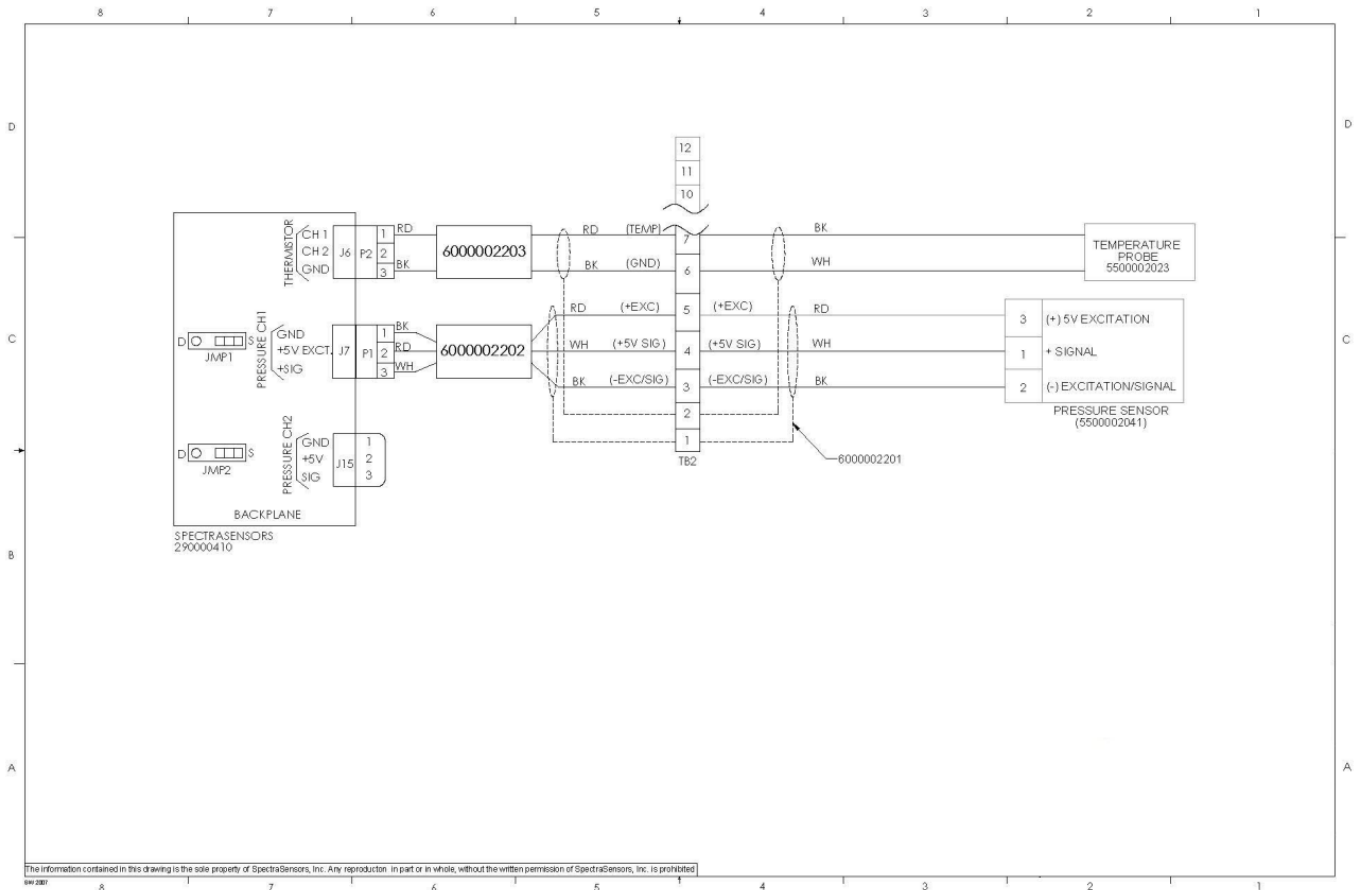 8 7 6 5 4 3 2 1
D
D
12
11
10
THERMISTOR
CH 1
CH 2
GND
J6
P2
1
2
3
RD
BK
6000002203
RD (TEMP)
7
BK
BK (GND)
6
WH
TEMPERATURE
PROBE
5500002023
C
C
D S
JMP1
PRESSURE CH1
GND
+5V EXCT.
+SIG
J7
P1
1
2
3
BK
RD
WH
6000002202
RD (+EXC)
5
(+EXC) RD
WH (+5V SIG)
4
(+5V SIG) WH
BK (-EXC/SIG)
3
(-EXC/SIG) BK
2
1
TB2
3 (+) 5V EXCITATION
1 + SIGNAL
2 (-) EXCITATION/SIGNAL
PRESSURE SENSOR
(5500002041)
6000002201
D S
JMP2
PRESSURE CH2
GND
+5V
SIG
J15
1
2
3
BACKPLANE
SPECTRASENSORS
290000410
B
B
A
A
The information contained in this drawing is the sole property of SpectraSensors, Inc. Any reproducton in part or in whole, without the written permission of SpectraSensors, Inc. is prohibited
8 7 6 5 4 3 2 1